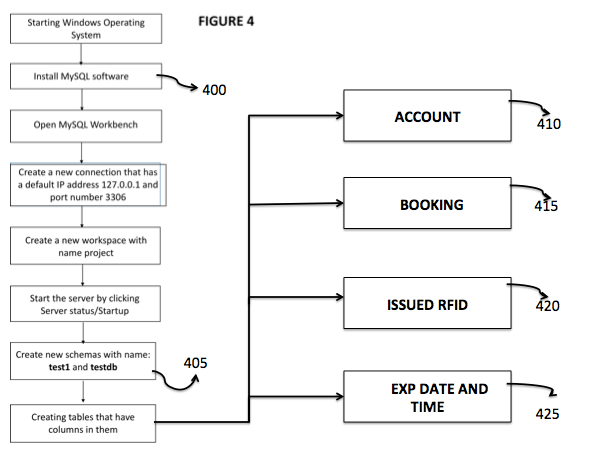 FIGURE 4
Starting Windows Operating
System
Install MySQL software
400
Open MySQL Workbench
Create a new connection that has
a default IP address 127.0.0.1 and
port number 3306
Create a new workspace with
name project
Start the server by clicking
Server status/Startup
Create new schemas with name:
test1 and testdb
405
Creating tables that have
columns in them
ACCOUNT
410
BOOKING
415
ISSUED RFID
420
EXP DATE AND
TIME
425